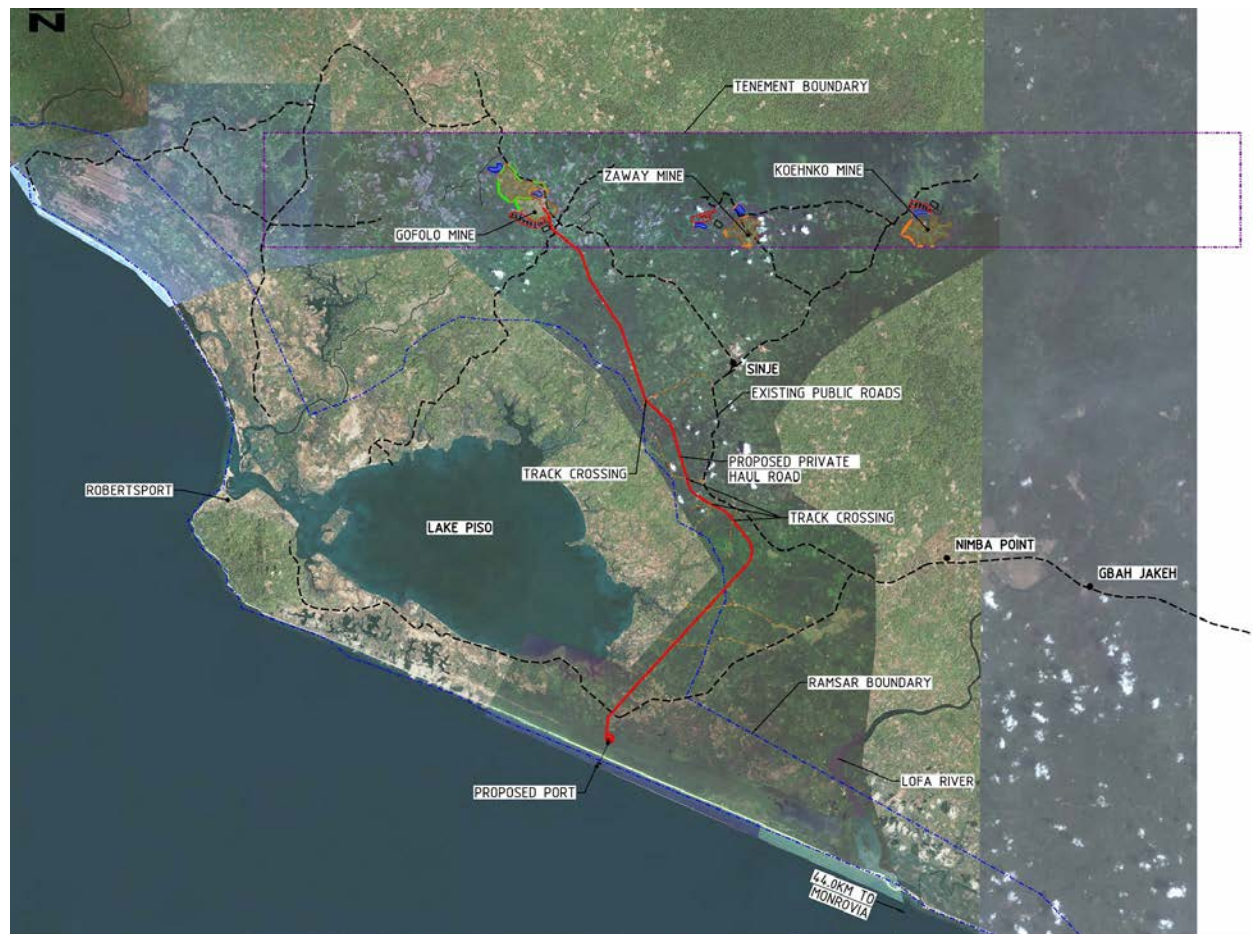 N
TENEMENT BOUNDARY
ZAWAY MINE
KOEHNKO MINE
GOFOLO MINE
SINJE
EXISTING PUBLIC ROADS
TRACK CROSSING
PROPOSED PRIVATE
HAUL ROAD
ROBERTSPORT
TRACK CROSSING
LAKE PISO
NIMBA POINT
GBAH JAKEH
RAMSAR BOUNDARY
LOFA RIVER
PROPOSED PORT
44.0KM TO
MONROVIA